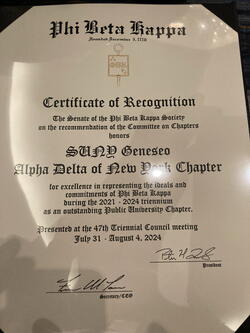 Phi Beta Kappa
Founded December 5, 1776
ΦΒΚ
Certificate of Recognition
The Senate of the Phi Beta Kappa Society
on the recommendation of the Committee on Chapters
honors
SUNY Geneseo
Alpha Delta of New York Chapter
for excellence in representing the ideals and
commitments of Phi Beta Kappa
during the 2021 - 2024 triennium
as an outstanding Public University Chapter.
Presented at the 47th Triennial Council meeting
July 31 - August 4, 2024
President
Secretary/CEO